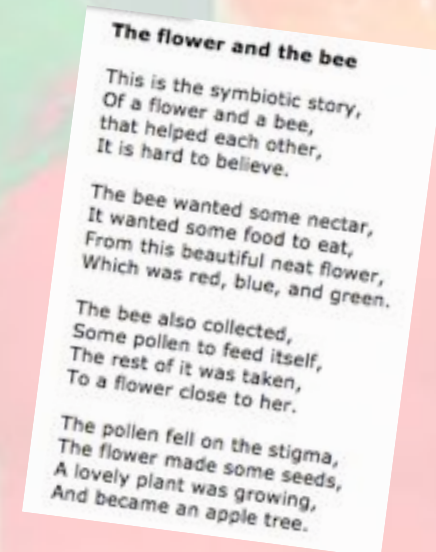 The flower and the bee
This is the symbiotic story,
Of a flower and a bee,
that helped each other,
It is hard to believe.
The bee wanted some nectar,
It wanted some food to eat,
From this beautiful neat flower,
Which was red, blue, and green.
The bee also collected,
Some pollen to feed itself,
The rest of it was taken,
To a flower close to her.
The pollen fell on the stigma,
The flower made some seeds,
A lovely plant was growing,
And became an apple tree.